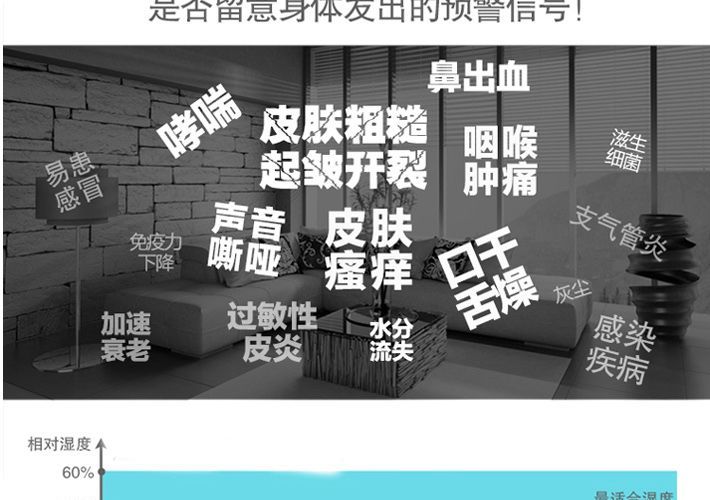 是否留意身体发出的预警信号!
鼻出血
哮喘
皮肤粗糙
起皱开裂
咽喉
肿痛
滋生
细菌
易患
感冒
声音
嘶哑
皮肤
瘙痒
口干
舌燥
支气管炎
免疫力
下降
灰尘
加速
衰老
过敏性
皮炎
水分
流失
感染
疾病
相对湿度
60%
最适合湿度